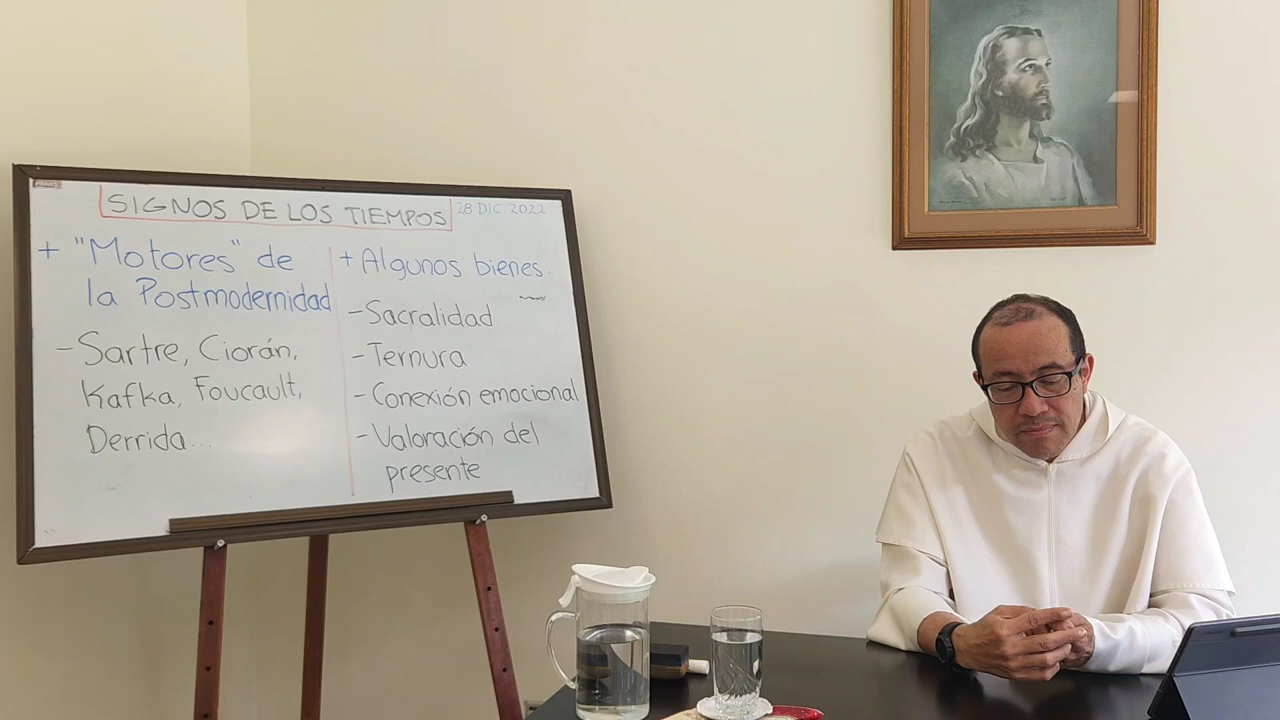 SIGNOS DE LOS TIEMPOS
28 DIC. 2022
+ "Motores" de
la Postmodernidad
- Sartre, Ciorán,
Kafka, Foucault,
Derrida...
+ Algunos bienes:
- Sacralidad
- Ternura
- Conexión emocional
- Valoración del
presente